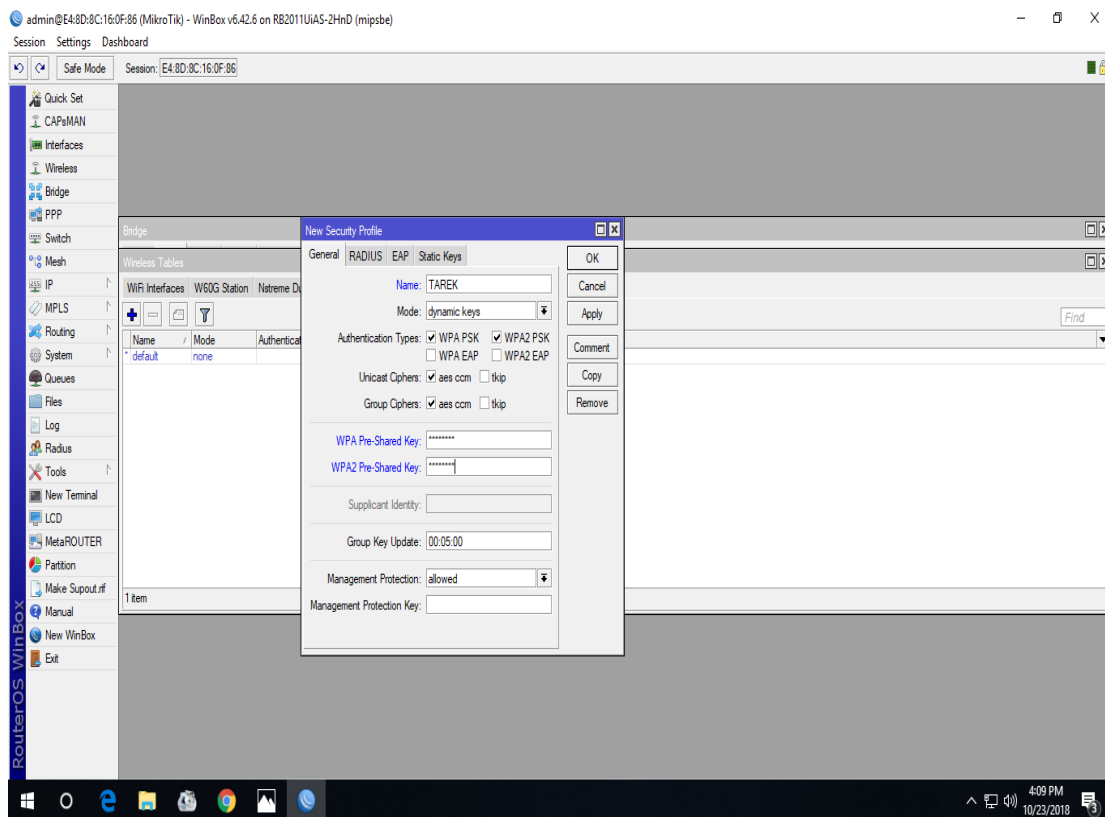 admin@E4:8D:8C:16:0F:86 (MikroTik) - WinBox v6.42.6 on RB2011UiAS-2HnD (mipsbe)
Session Settings Dashboard
Safe Mode Session: E4:8D:8C:16:0F:86
Quick Set
CAPsMAN
Interfaces
Wireless
Bridge
PPP
Switch
Mesh
IP
MPLS
Routing
System
Queues
Files
Log
Radius
Tools
New Terminal
LCD
MetaROUTER
Partition
Make Supout.rif
Manual
New WinBox
Exit
RouterOS WinBox
Bridge
Wireless Tables
WiFi Interfaces W60G Station Nstreme Du
Find
Name / Mode Authenticat
* default none
1 item
New Security Profile
General RADIUS EAP Static Keys
Name: TAREK
Mode: dynamic keys
Authentication Types: WPA PSK WPA2 PSK
WPA EAP WPA2 EAP
Unicast Ciphers: aes ccm tkip
Group Ciphers: aes ccm tkip
WPA Pre-Shared Key: ********
WPA2 Pre-Shared Key: ********
Supplicant Identity:
Group Key Update: 00:05:00
Management Protection: allowed
Management Protection Key:
OK
Cancel
Apply
Comment
Copy
Remove
4:09 PM
10/23/2018
3